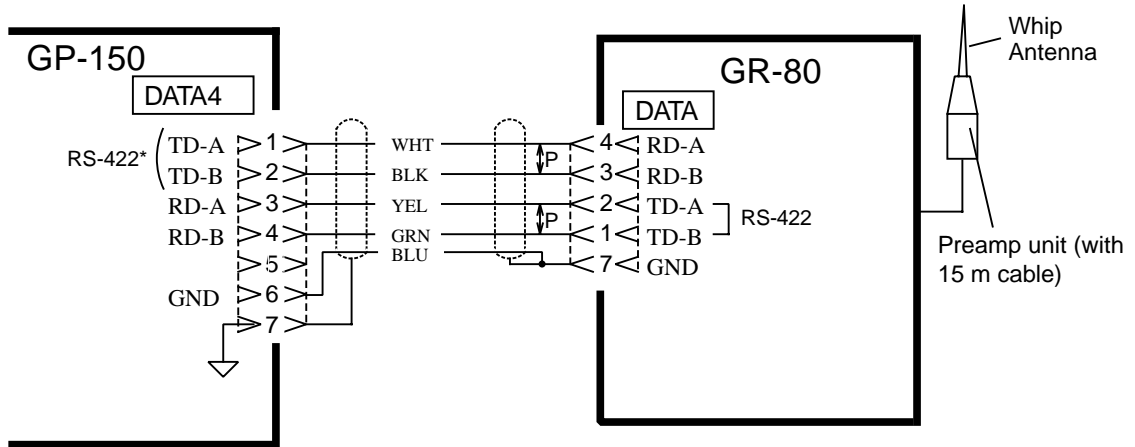 GP-150
DATA4
RS-422*
TD-A 1
TD-B 2
RD-A 3
RD-B 4
5
GND 6
7
WHT
BLK
YEL
GRN
BLU
P
P
GR-80
DATA
4 RD-A
3 RD-B
2 TD-A
1 TD-B
7 GND
RS-422
Whip
Antenna
Preamp unit (with
15 m cable)